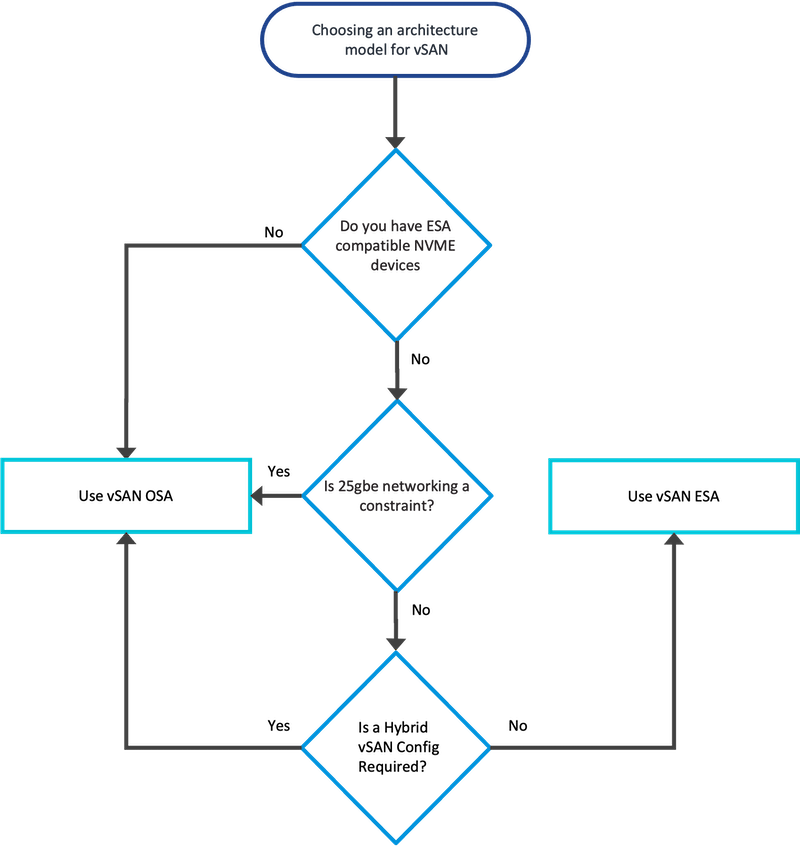 Choosing an architecture
model for vSAN
Do you have ESA
compatible NVME
devices
No
No
Is 25gbe networking a
constraint?
Yes
Use vSAN OSA
Use vSAN ESA
No
Is a Hybrid
vSAN Config
Required?
Yes
No